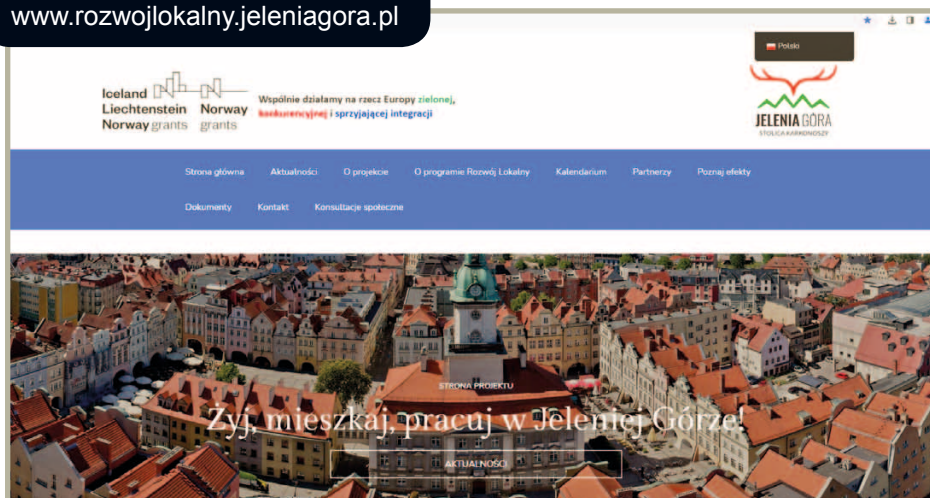 www.rozwojlokalny.jeleniagora.pl
Polski
Iceland
Liechtenstein Norway
Norway grants grants
Wspólnie działamy na rzecz Europy zielonej,
konkurencyjnej i sprzyjającej integracji
JELENIA GÓRA
STOLICA KARKONOSZY
Strona główna Aktualności O projekcie O programie Rozwój Lokalny Kalendarium Partnerzy Poznaj efekty
Dokumenty Kontakt Konsultacje społeczne
STRONA PROJEKTU
Żyj, mieszkaj, pracuj w Jeleniej Górze!
AKTUALNOŚCI